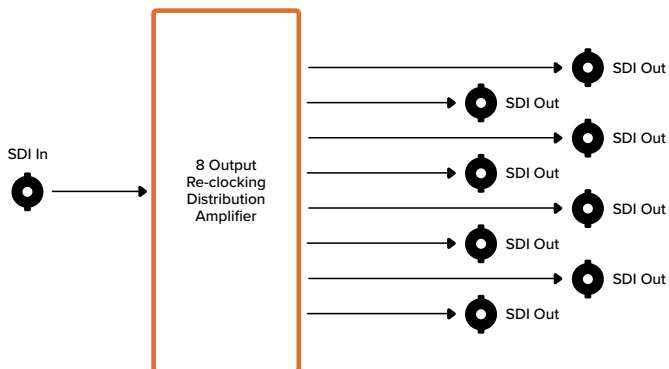 SDI In
8 Output
Re-clocking
Distribution
Amplifier
SDI Out
SDI Out
SDI Out
SDI Out
SDI Out
SDI Out
SDI Out
SDI Out